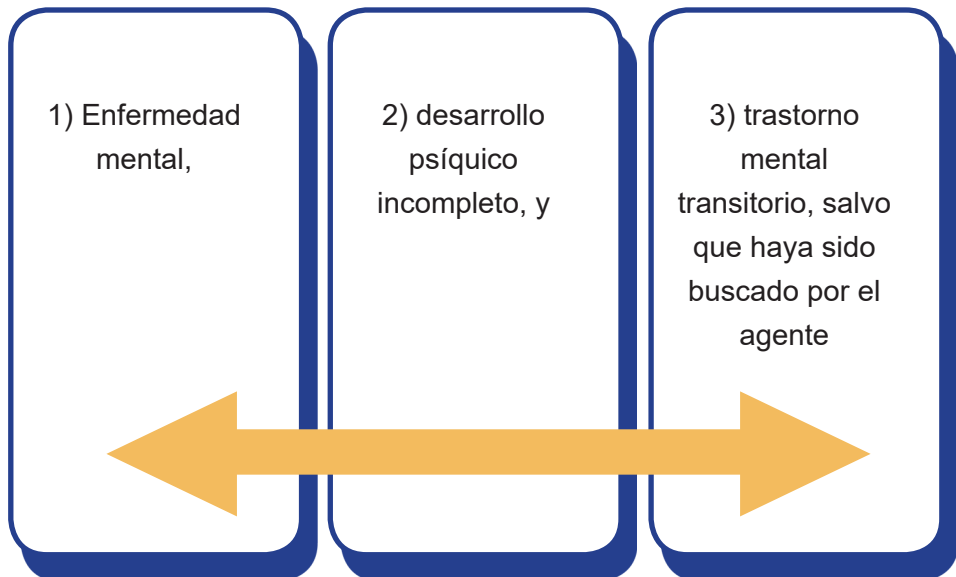 1) Enfermedad
mental,
2) desarrollo
psíquico
incompleto, y
3) trastorno
mental
transitorio, salvo
que haya sido
buscado por el
agente